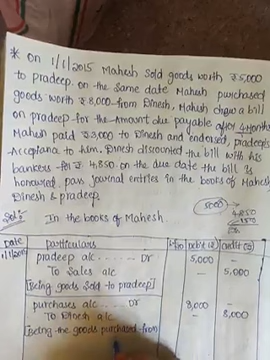 * On 1/1/2015 Mahesh Sold goods worth ₹5,000
to pradeep. on the same date Mahesh purchased
goods worth ₹8,000 from Dinesh, Mahesh drew a bill
on pradeep for the Amount due payable after 4 Months
Mahesh paid ₹3,000 to Dinesh and endorsed, pradeep's
Acceptance to him. Dinesh discounted the bill with his
bankers for ₹ 4,850 on the due date the bill is
honoured. pass journal entries in the books of Mahesh
Dinesh & pradeep.
5000
4,850
150
Sol:- In the books of Mahesh.
Date particulars Debit (₹) credit (₹)
1/1/2015 pradeep a/c ..... Dr 5,000 –
To Sales a/c – 5,000
[Being goods Sold to pradeep]
purchases a/c .... Dr 8,000 –
To Dinesh a/c – 8,000
[Being the goods purchased from]